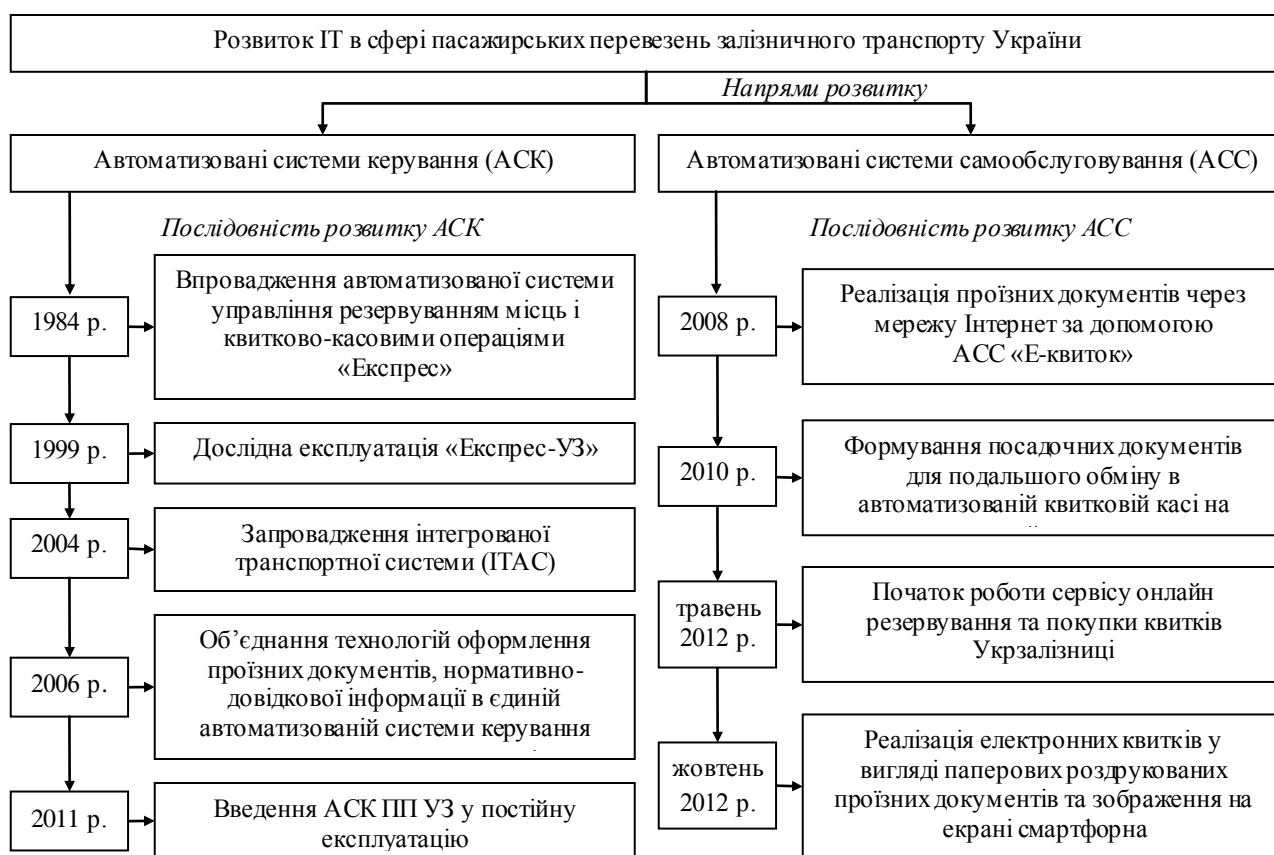 Розвиток ІТ в сфері пасажирських перевезень залізничного транспорту України
Напрями розвитку
Автоматизовані системи керування (АСК)
Послідовність розвитку АСК
1984 р.
Впровадження автоматизованої системи
управління резервуванням місць і
квитково-касовими операціями
«Експрес»
1999 р.
Дослідна експлуатація «Експрес-УЗ»
2004 р.
Запровадження інтегрованої
транспортної системи (ІТАС)
2006 р.
Об’єднання технологій оформлення
проїзних документів, нормативно-
довідкової інформації в єдиній
автоматизованій системи керування
2011 р.
Введення АСК ПП УЗ у постійну
експлуатацію
Автоматизовані системи самообслуговування (АСС)
Послідовність розвитку АСС
2008 р.
Реалізація проїзних документів через
мережу Інтернет за допомогою
АСС «Е-квиток»
2010 р.
Формування посадочних документів
для подальшого обміну в
автоматизованій квитковій касі на
травень
2012 р.
Початок роботи сервісу онлайн
резервування та покупки квитків
Укрзалізниці
жовтень
2012 р.
Реалізація електронних квитків у
вигляді паперових роздрукованих
проїзних документів та зображення на
екрані смартфорна